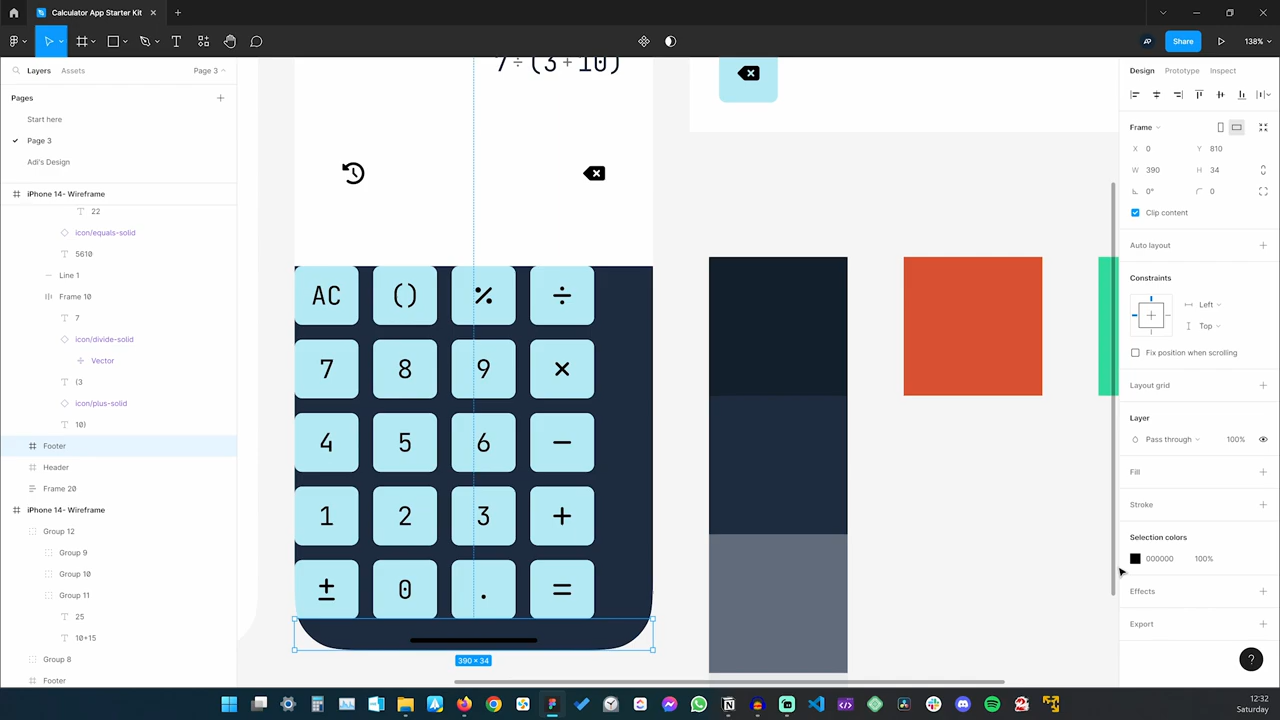 Calculator App Starter Kit
Share
138%
Layers
Assets
Page 3
Pages
Start here
Page 3
Adi's Design
iPhone 14- Wireframe
22
icon/equals-solid
5610
Line 1
Frame 10
7
icon/divide-solid
Vector
(3
icon/plus-solid
10)
Footer
Header
Frame 20
iPhone 14- Wireframe
Group 12
Group 9
Group 10
Group 11
25
10+15
Group 8
Footer
7÷(3+10)
AC ( ) % ÷
7 8 9 ×
4 5 6 −
1 2 3 +
± 0 . =
390 × 34
Design
Prototype
Inspect
Frame
X 0 Y 810
W 390 H 34
0° 0
Clip content
Auto layout
Constraints
Left
Top
Fix position when scrolling
Layout grid
Layer
Pass through 100%
Fill
Stroke
Selection colors
000000 100%
Effects
Export
?
12:32
Saturday